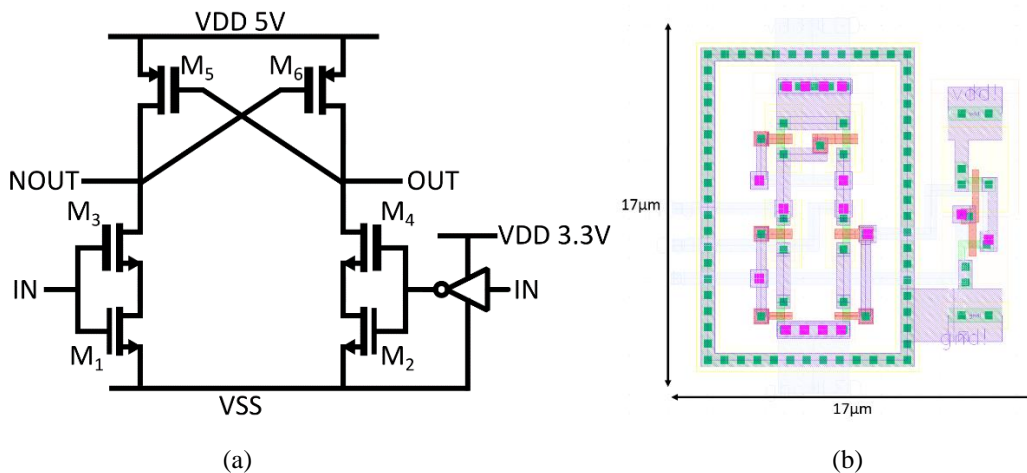 VDD 5V
M5
M6
NOUT
OUT
M3
M4
VDD 3.3V
IN
IN
M1
M2
VSS
(a)
vdd!
17µm
gnd!
17µm
(b)